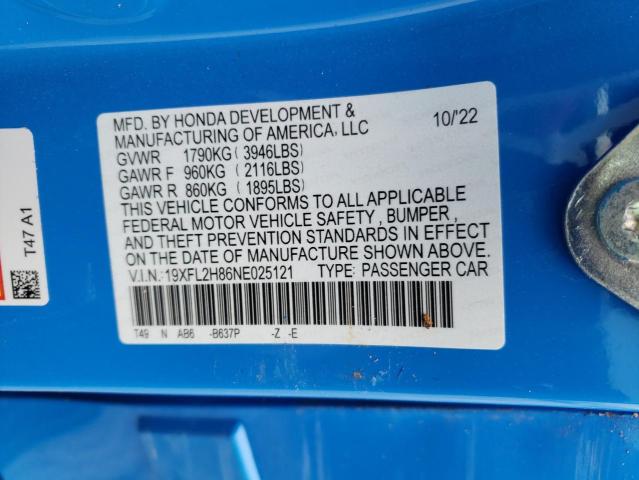 MFD. BY HONDA DEVELOPMENT &
MANUFACTURING OF AMERICA, LLC 10/'22
GVWR 1790KG ( 3946LBS)
GAWR F 960KG ( 2116LBS)
GAWR R 860KG ( 1895LBS)
THIS VEHICLE CONFORMS TO ALL APPLICABLE
FEDERAL MOTOR VEHICLE SAFETY , BUMPER ,
AND THEFT PREVENTION STANDARDS IN EFFECT
ON THE DATE OF MANUFACTURE SHOWN ABOVE.
V.I.N.:19XFL2H86NE025121 TYPE: PASSENGER CAR
T49 N AB6 -B637P -Z -E
T47 A1